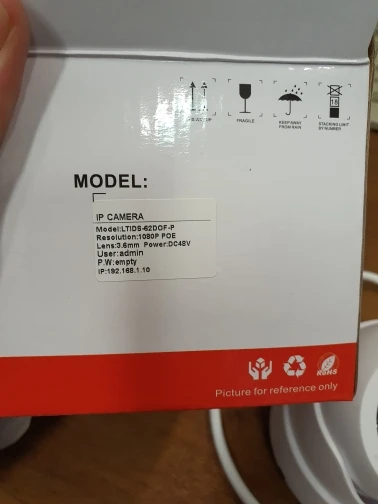 FRAGILE
KEEP AWAY
FROM RAIN
STACKING LIMIT
BY NUMBER
MODEL:
IP CAMERA
Model:LTIDS-62DOF-P
Resolution:1080P POE
Lens:3.6mm Power:DC48V
User:admin
P.W:empty
IP:192.168.1.10
RoHS
Picture for reference only